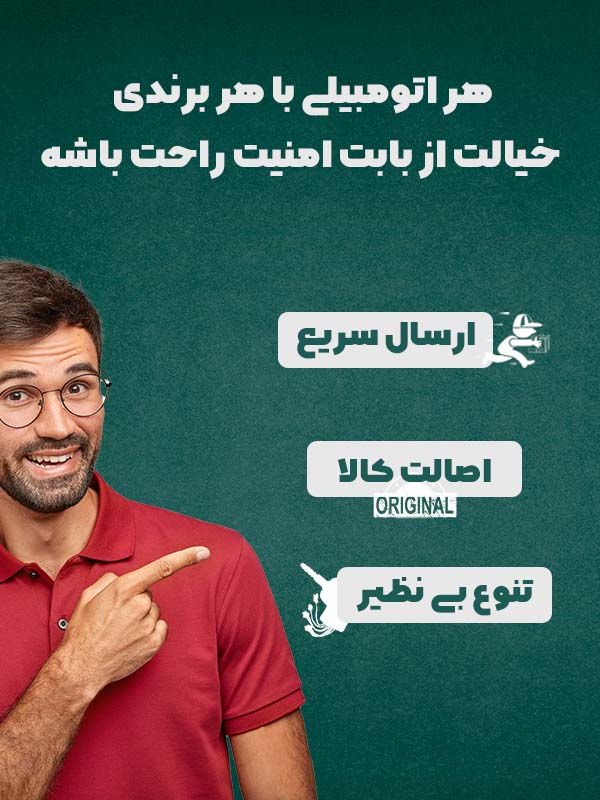 هر اتومبیلی با هر برندی
خیالت از بابت امنیت راحت باشه
ارسال سریع
اصالت کالا
ORIGINAL
تنوع بی نظیر